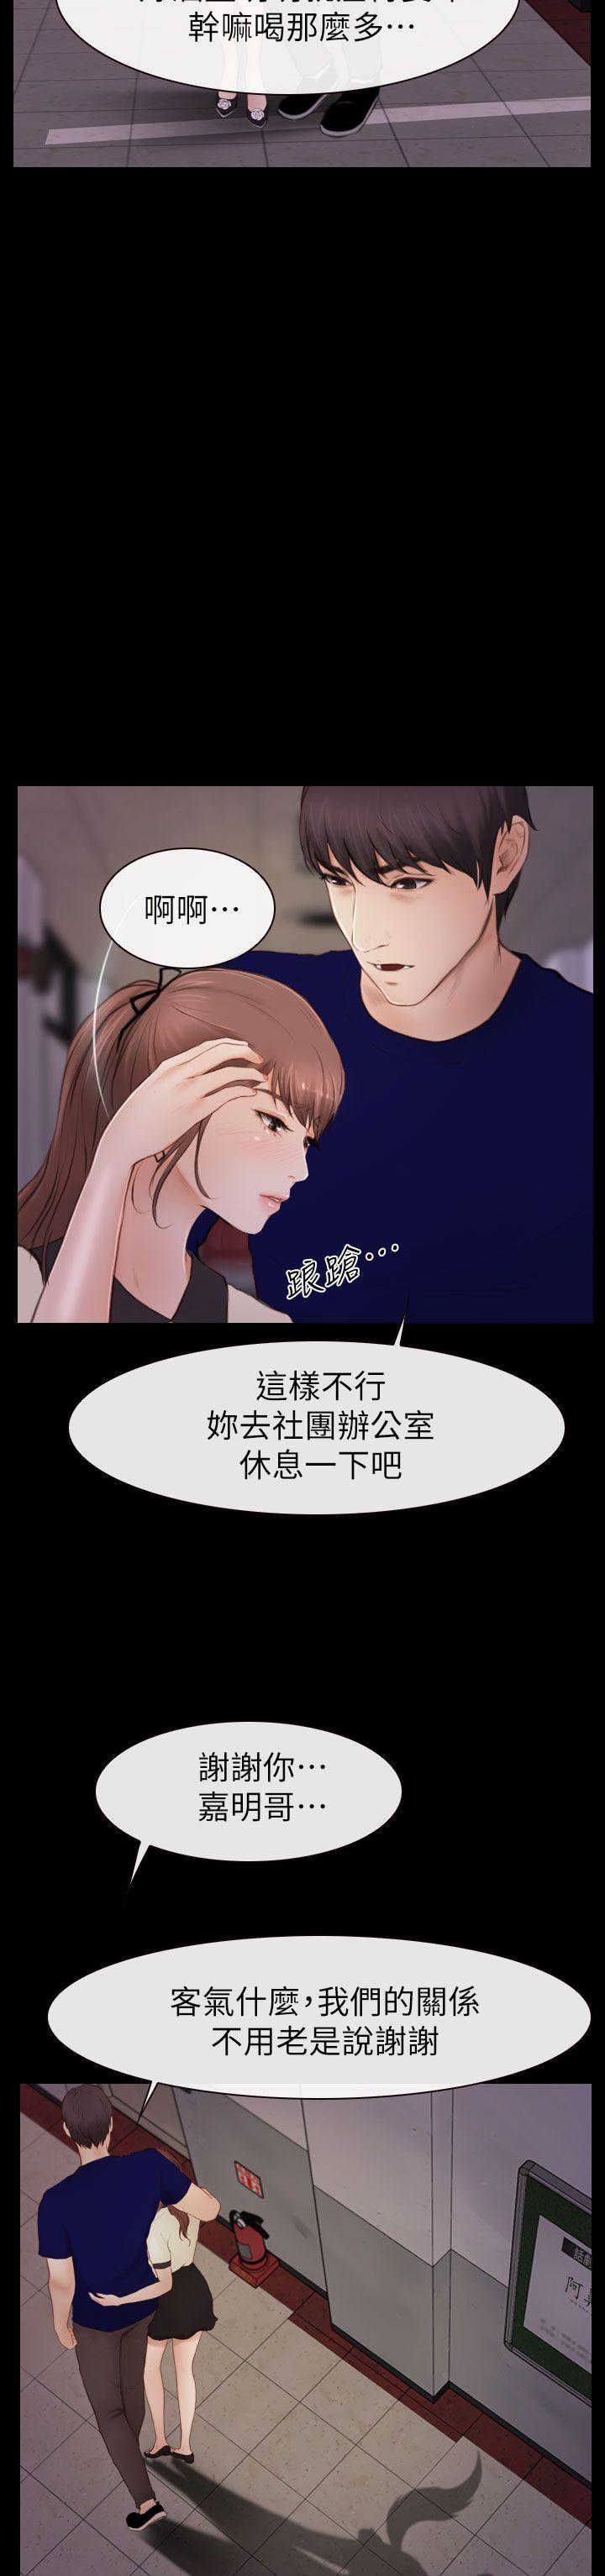 幹嘛喝那麼多⋯
啊啊⋯
踉蹌⋯
這樣不行
妳去社團辦公室
休息一下吧
謝謝你⋯
嘉明哥⋯
客氣什麼，我們的關係
不用老是說謝謝